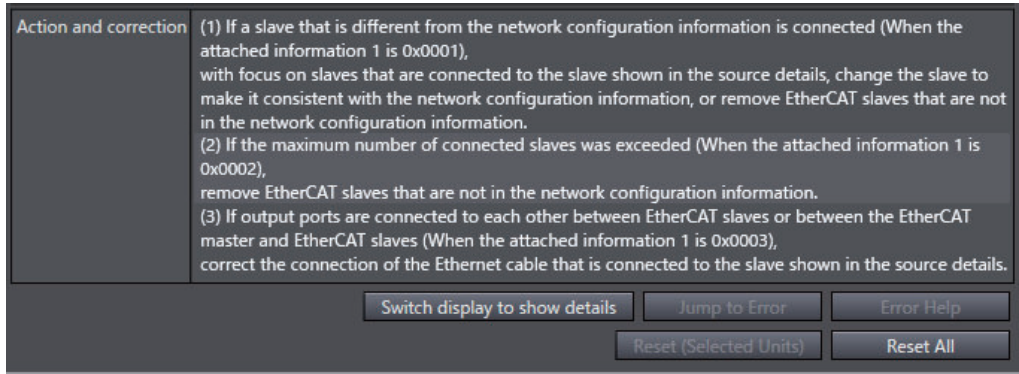 Action and correction
(1) If a slave that is different from the network configuration information is connected (When the
attached information 1 is 0x0001),
with focus on slaves that are connected to the slave shown in the source details, change the slave to
make it consistent with the network configuration information, or remove EtherCAT slaves that are not
in the network configuration information.
(2) If the maximum number of connected slaves was exceeded (When the attached information 1 is
0x0002),
remove EtherCAT slaves that are not in the network configuration information.
(3) If output ports are connected to each other between EtherCAT slaves or between the EtherCAT
master and EtherCAT slaves (When the attached information 1 is 0x0003),
correct the connection of the Ethernet cable that is connected to the slave shown in the source details.
Switch display to show details Jump to Error Error Help
Reset (Selected Units) Reset All